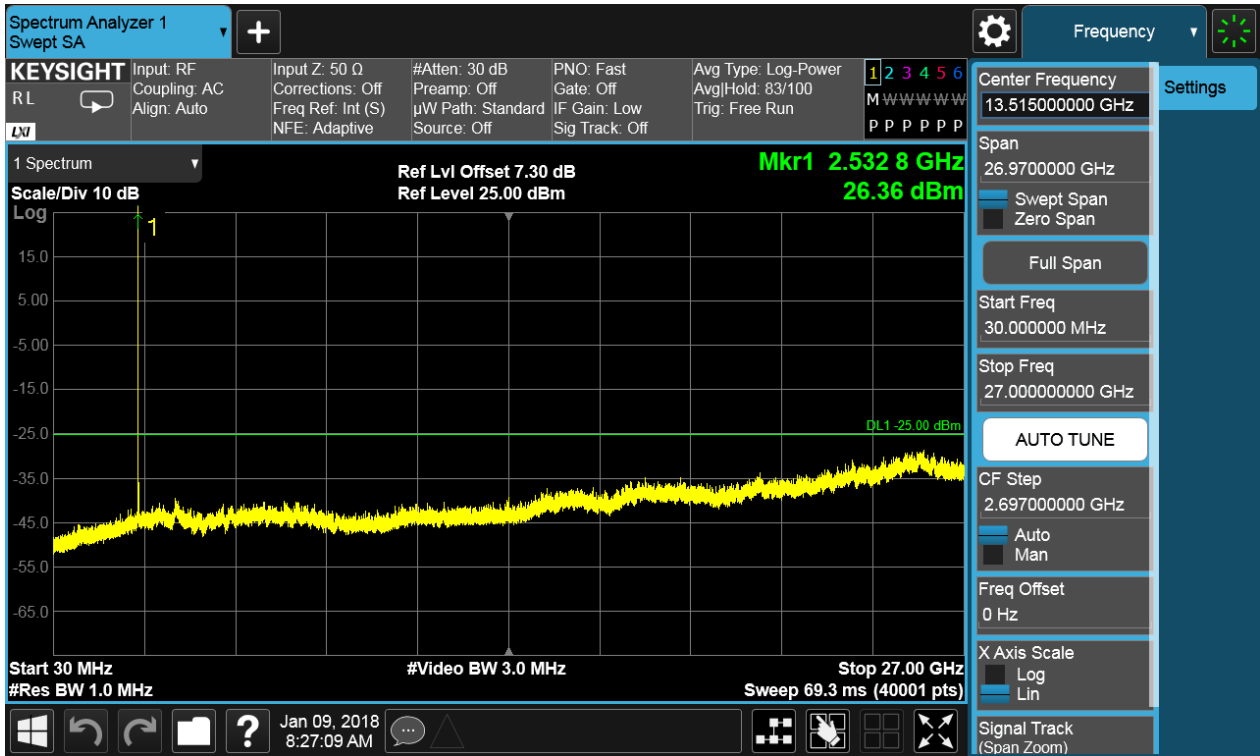 Spectrum Analyzer 1
Swept SA
+
Frequency
KEYSIGHT
R L
LXI
Input: RF
Coupling: AC
Align: Auto
Input Z: 50 Ω
Corrections: Off
Freq Ref: Int (S)
NFE: Adaptive
#Atten: 30 dB
Preamp: Off
µW Path: Standard
Source: Off
PNO: Fast
Gate: Off
IF Gain: Low
Sig Track: Off
Avg Type: Log-Power
Avg|Hold: 83/100
Trig: Free Run
1 2 3 4 5 6
M W W W W W
P P P P P P
1 Spectrum
Scale/Div 10 dB
Log
Ref Lvl Offset 7.30 dB
Ref Level 25.00 dBm
Mkr1 2.532 8 GHz
26.36 dBm
1
15.0
5.00
-5.00
-15.0
-25.0
DL1 -25.00 dBm
-35.0
-45.0
-55.0
-65.0
Start 30 MHz
#Res BW 1.0 MHz
#Video BW 3.0 MHz
Stop 27.00 GHz
Sweep 69.3 ms (40001 pts)
Center Frequency
13.515000000 GHz
Span
26.9700000 GHz
Swept Span
Zero Span
Full Span
Start Freq
30.000000 MHz
Stop Freq
27.000000000 GHz
AUTO TUNE
CF Step
2.697000000 GHz
Auto
Man
Freq Offset
0 Hz
X Axis Scale
Log
Lin
Signal Track
(Span Zoom)
Settings
?
Jan 09, 2018
8:27:09 AM